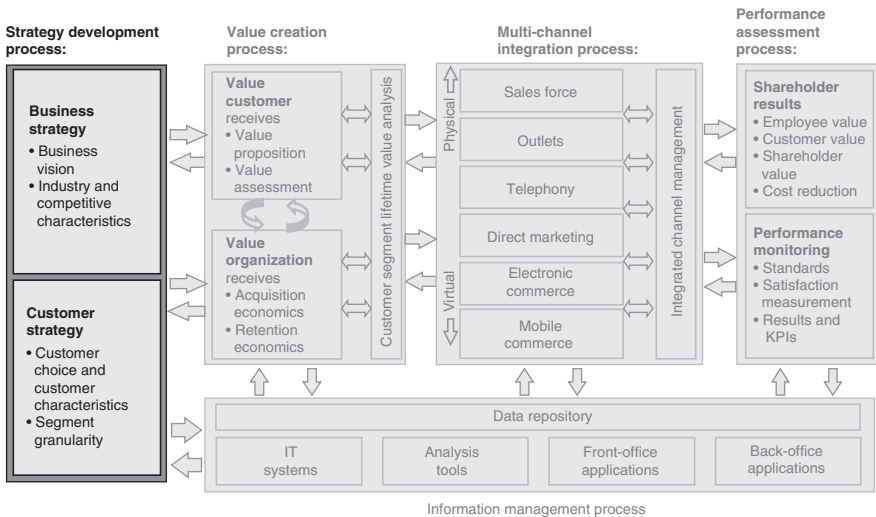 Strategy development
process:
Business
strategy
• Business
vision
• Industry and
competitive
characteristics
Customer
strategy
• Customer
choice and
customer
characteristics
• Segment
granularity
Value creation
process:
Value
customer
receives
• Value
proposition
• Value
assessment
Value
organization
receives
• Acquisition
economics
• Retention
economics
Customer segment lifetime value analysis
Multi-channel
integration process:
Physical
Virtual
Sales force
Outlets
Telephony
Direct marketing
Electronic
commerce
Mobile
commerce
Integrated channel management
Performance
assessment
process:
Shareholder
results
• Employee value
• Customer value
• Shareholder
value
• Cost reduction
Performance
monitoring
• Standards
• Satisfaction
measurement
• Results and
KPIs
Data repository
IT
systems
Analysis
tools
Front-office
applications
Back-office
applications
Information management process